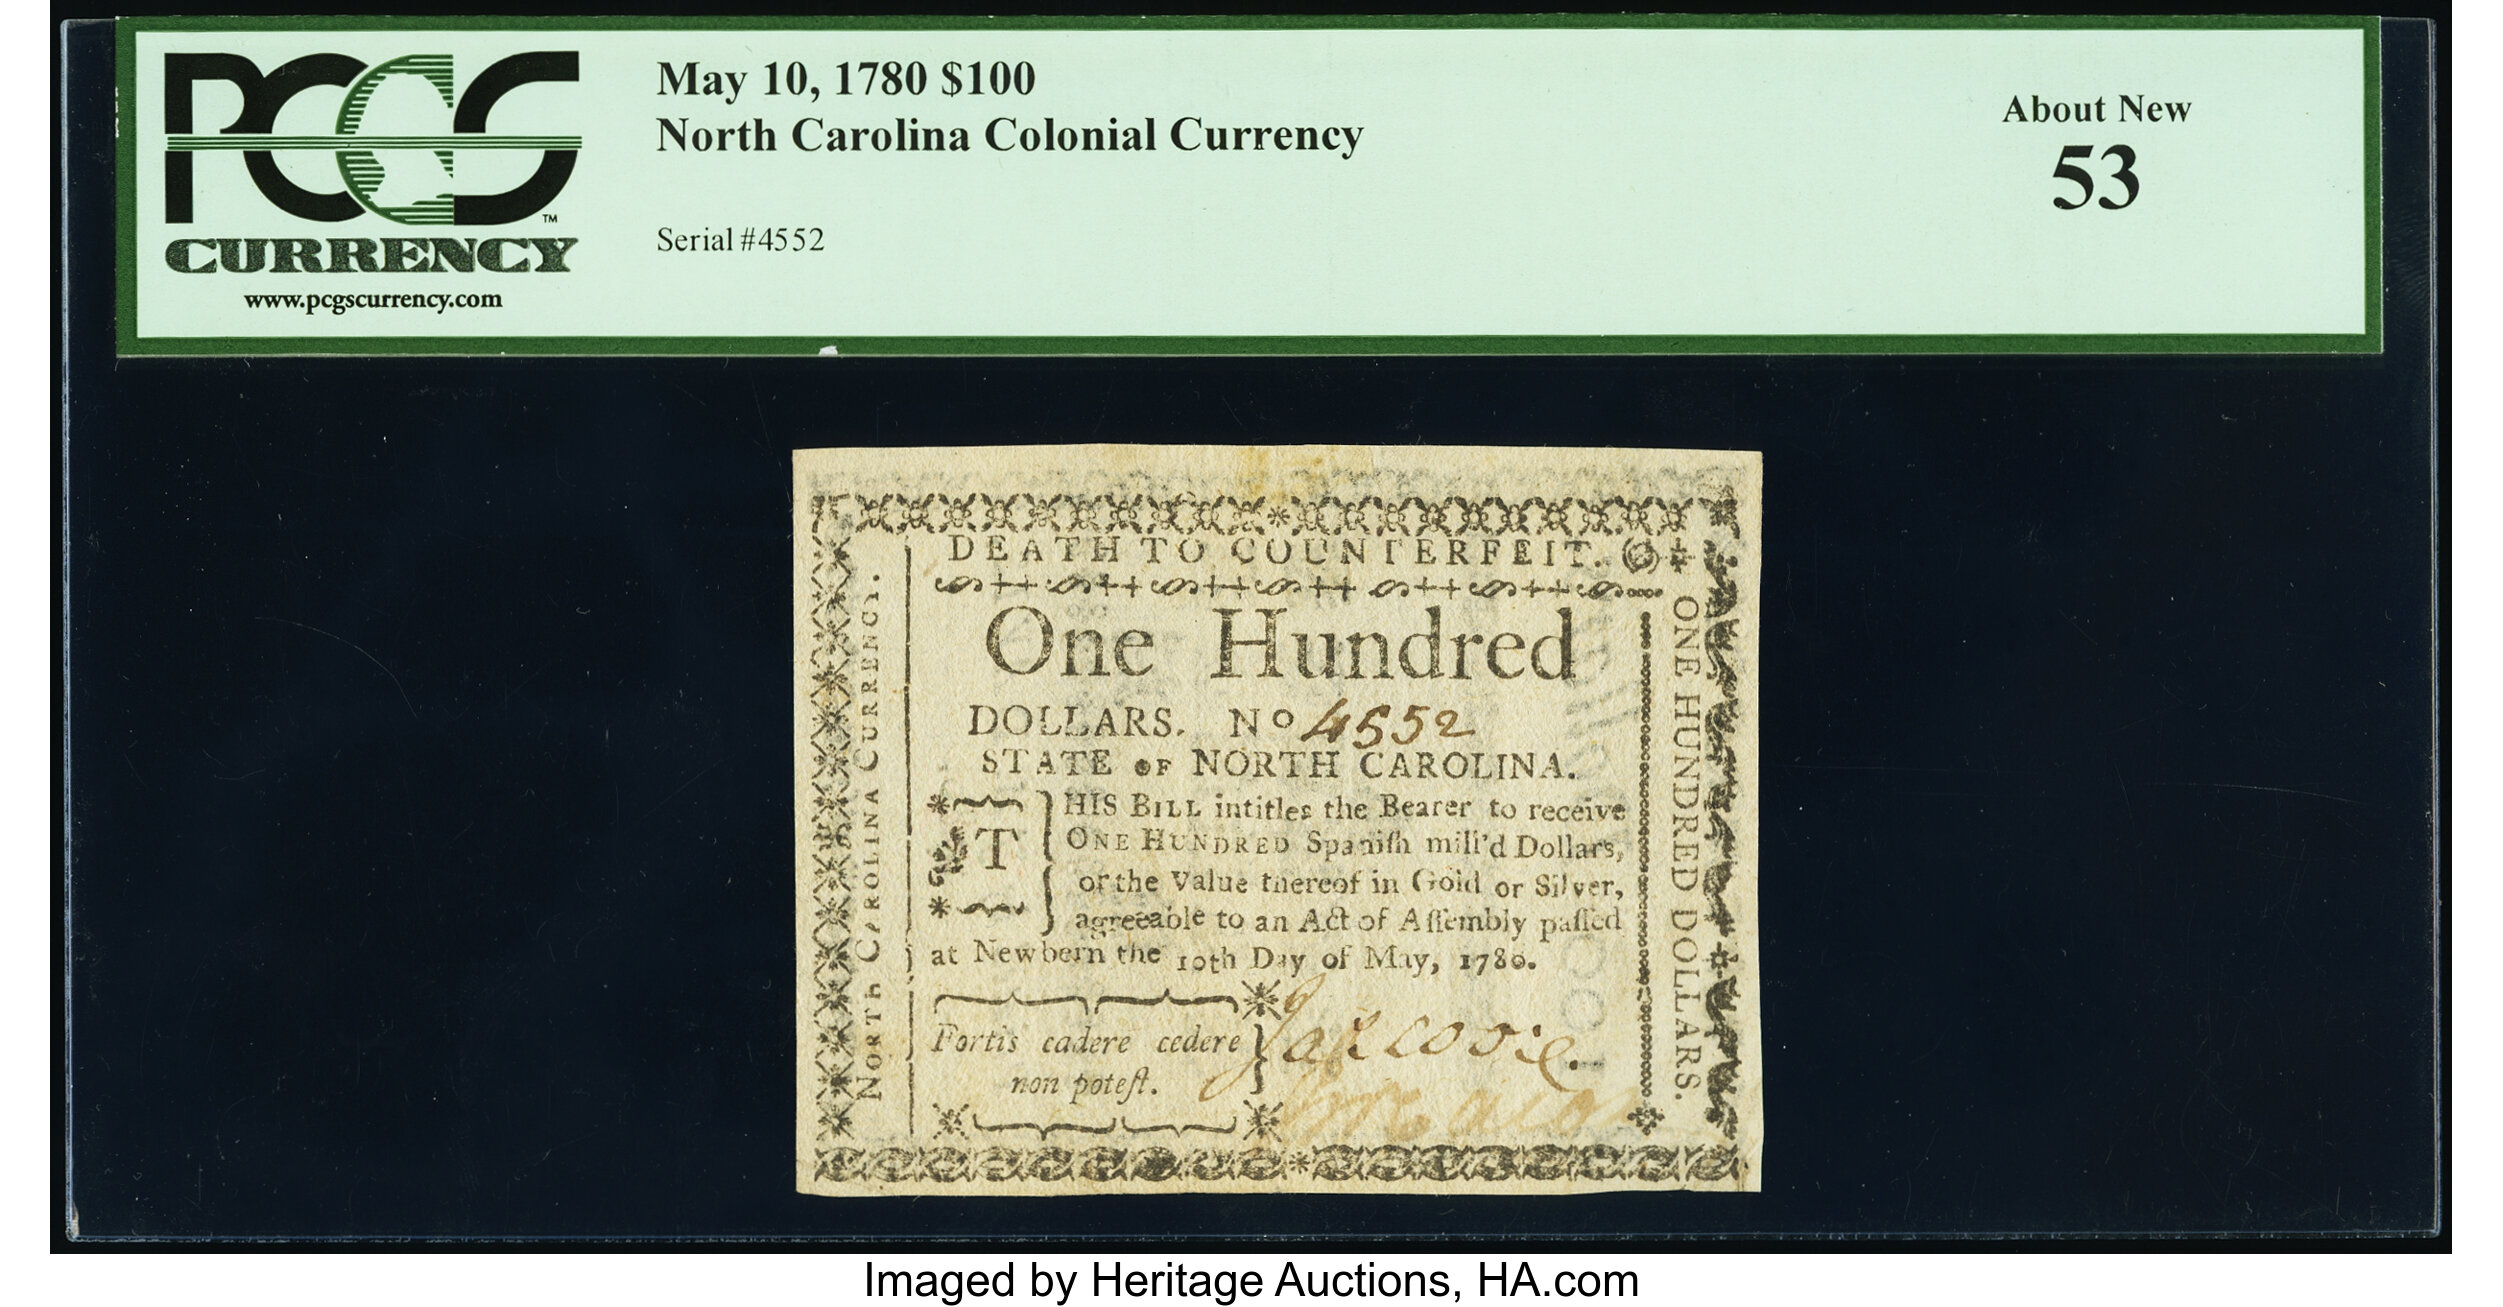 PCGS
™
CURRENCY
www.pcgscurrency.com
May 10, 1780 $100
North Carolina Colonial Currency
Serial #4552
About New
53
DEATH TO COUNTERFEIT.
One Hundred
DOLLARS. No 4552
STATE OF NORTH CAROLINA.
THIS BILL intitles the Bearer to receive
ONE HUNDRED Spaniſh mill'd Dollars,
or the Value thereof in Gold or Silver,
agreeable to an Act of Aſſembly paſſed
at Newbern the 10th Day of May, 1780.
Fortis cadere cedere
non poteſt.
NORTH CAROLINA CURRENCY.
ONE HUNDRED DOLLARS.
Imaged by Heritage Auctions, HA.com